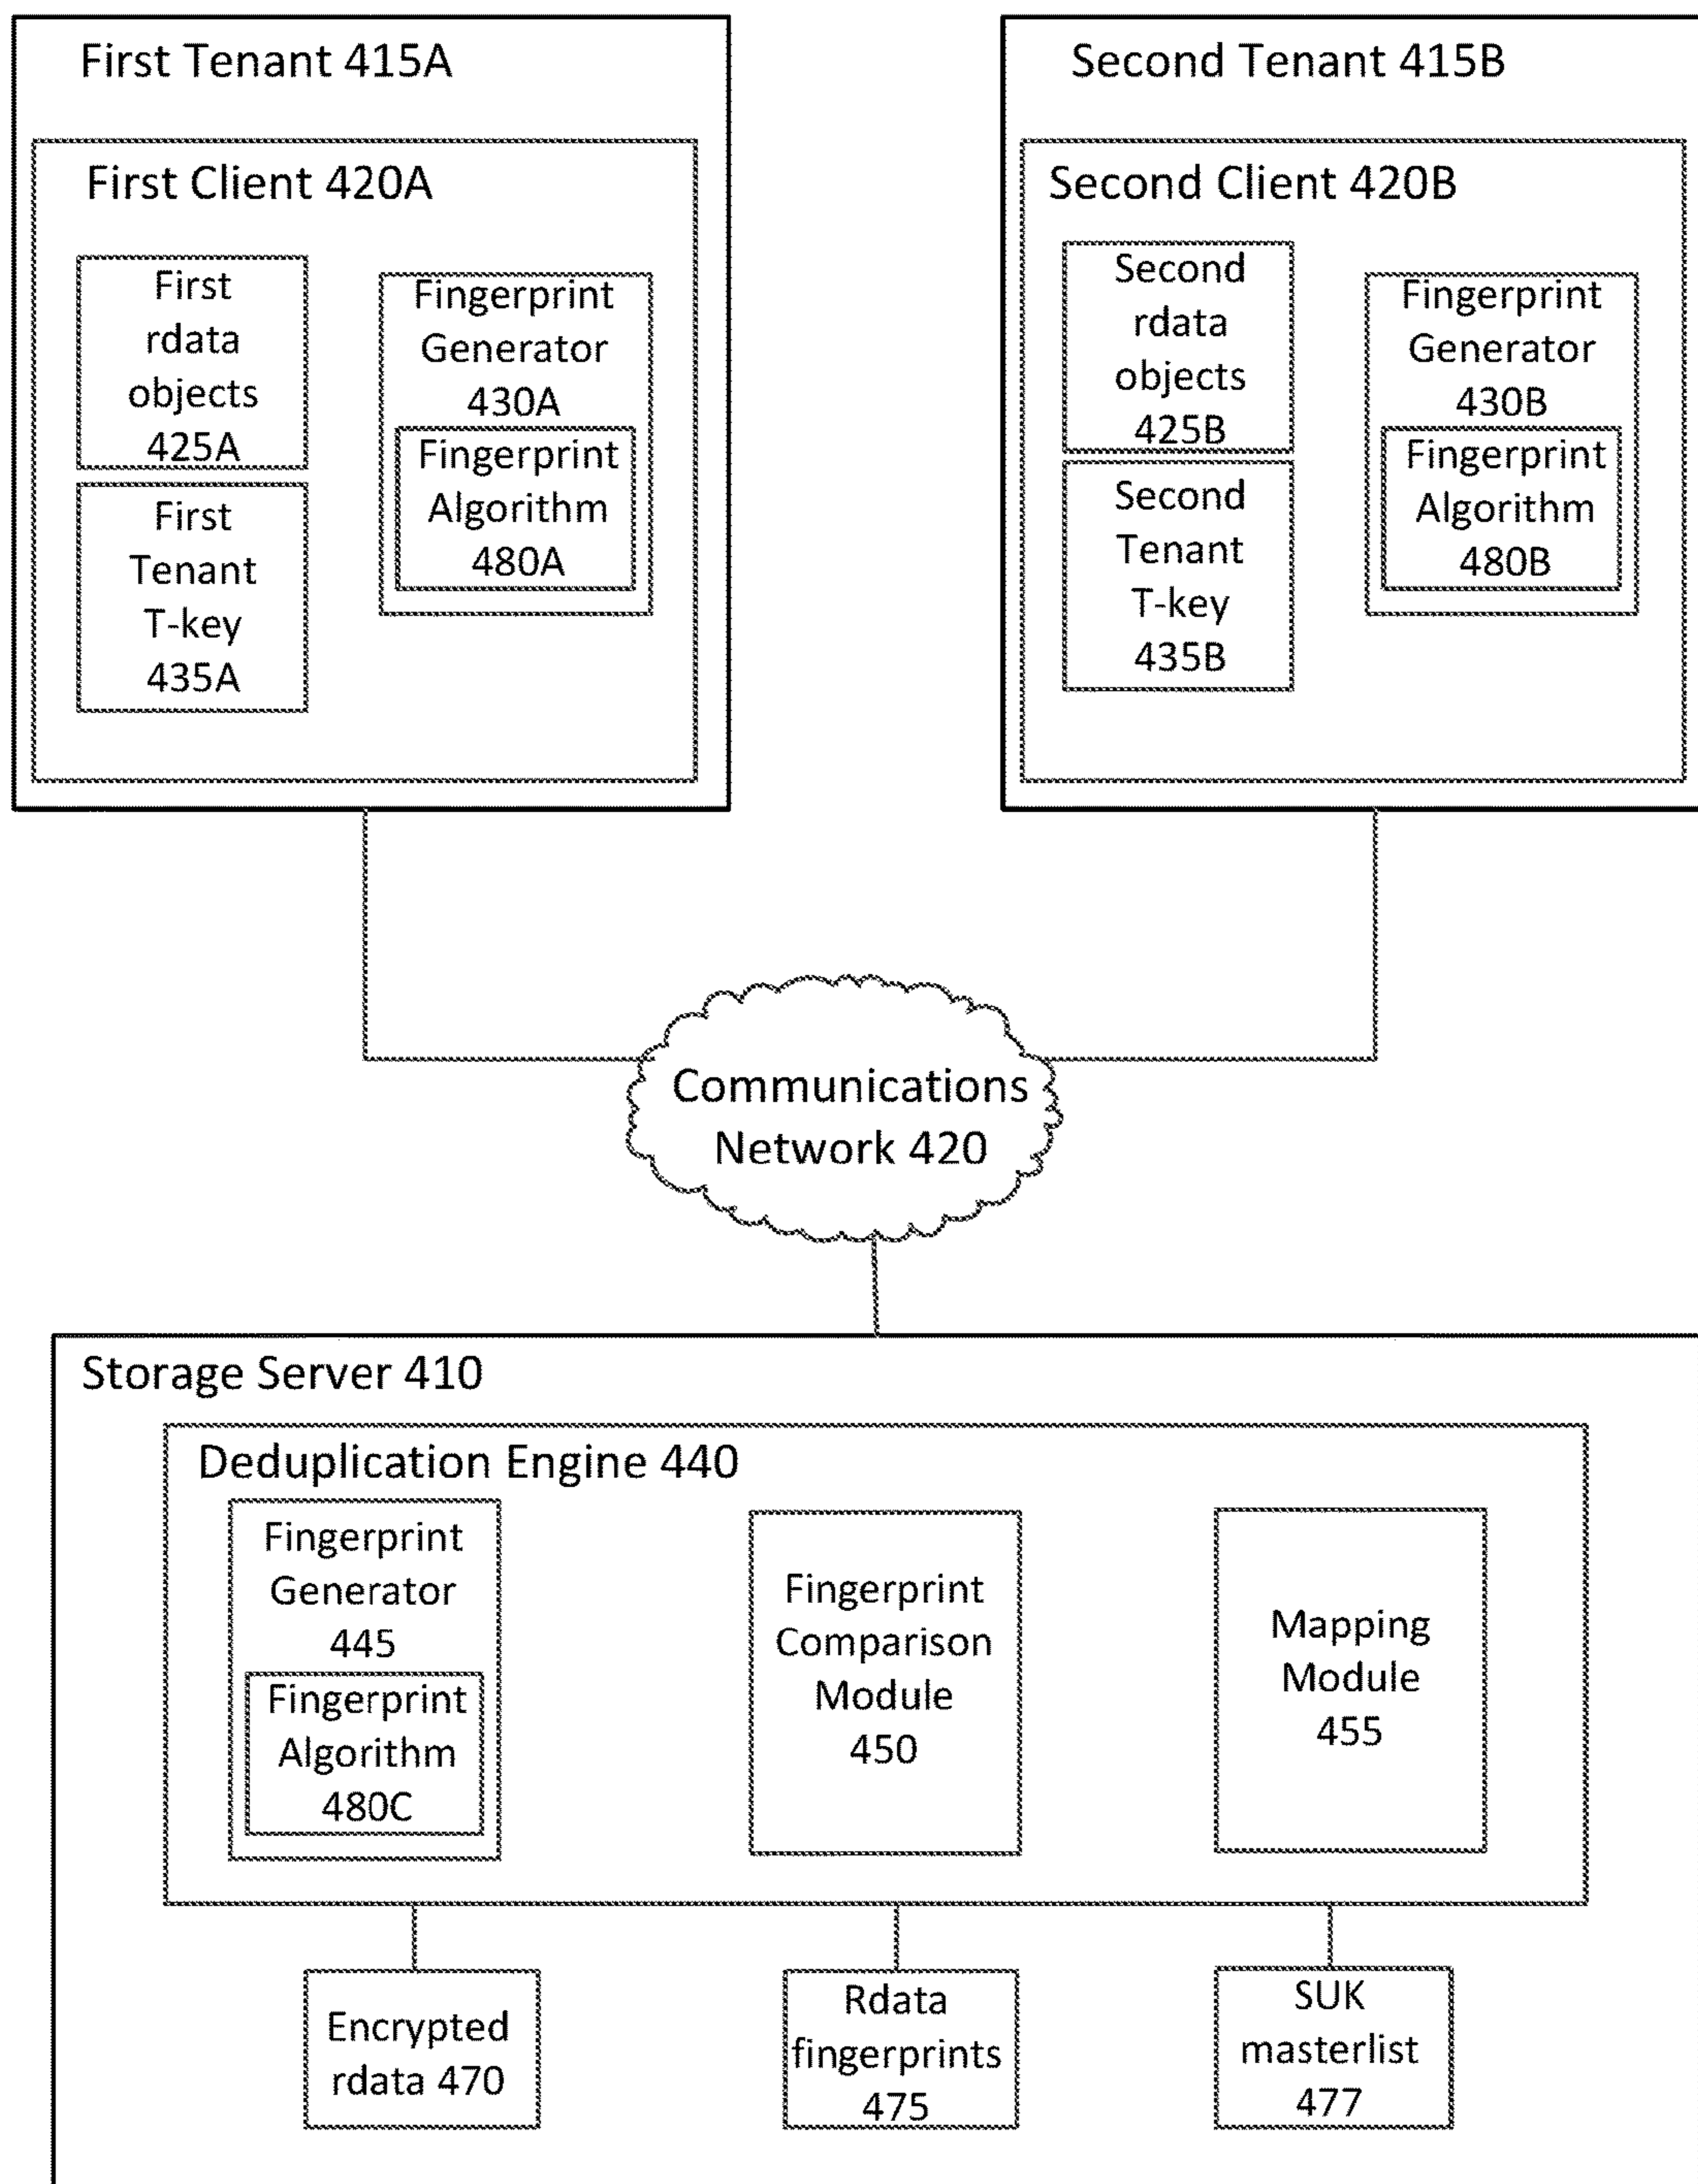 First Tenant 415A
First Client 420A
First
rdata
objects
425A
First
Tenant
T-key
435A
Fingerprint
Generator
430A
Fingerprint
Algorithm
480A
Second Tenant 415B
Second Client 420B
Second
rdata
objects
425B
Second
Tenant
T-key
435B
Fingerprint
Generator
430B
Fingerprint
Algorithm
480B
Communications
Network 420
Storage Server 410
Deduplication Engine 440
Fingerprint
Generator
445
Fingerprint
Algorithm
480C
Fingerprint
Comparison
Module
450
Mapping
Module
455
Encrypted
rdata 470
Rdata
fingerprints
475
SUK
masterlist
477